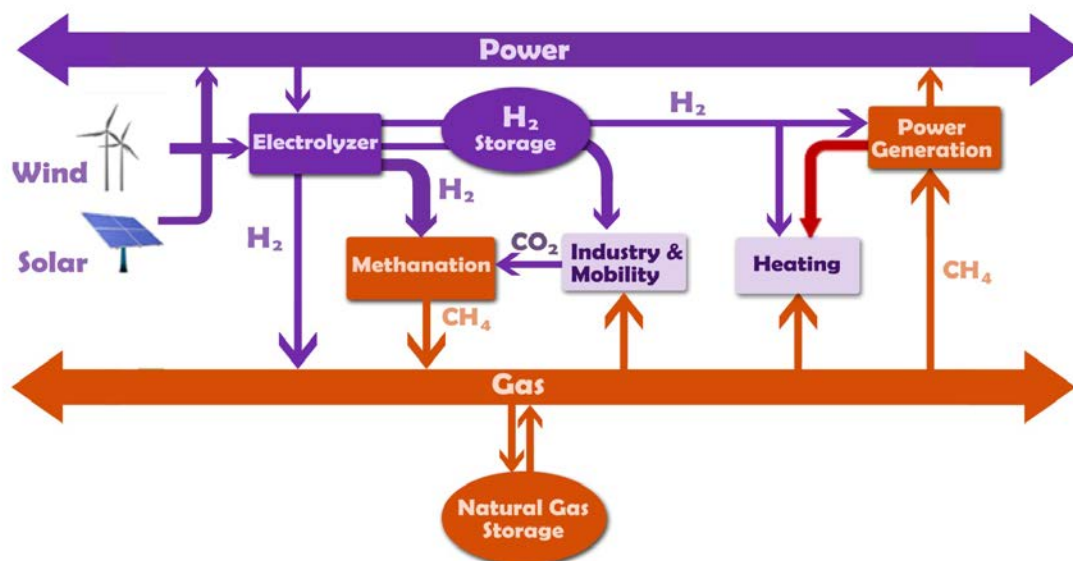 Power
H₂
Wind
Electrolyzer
H₂
Storage
Power
Generation
Solar
H₂
H₂
CO₂
Methanation
Industry &
Mobility
Heating
CH₄
CH₄
Gas
Natural Gas
Storage